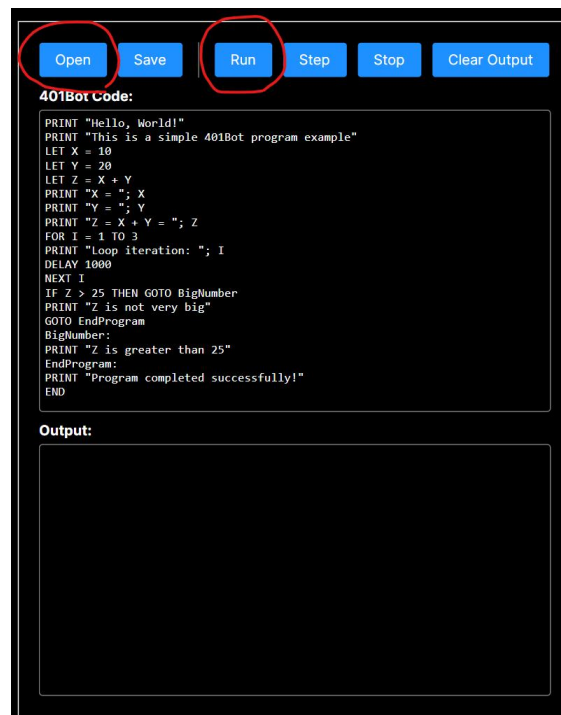 Open Save Run Step Stop Clear Output
401Bot Code:
PRINT "Hello, World!"
PRINT "This is a simple 401Bot program example"
LET X = 10
LET Y = 20
LET Z = X + Y
PRINT "X = "; X
PRINT "Y = "; Y
PRINT "Z = X + Y = "; Z
FOR I = 1 TO 3
PRINT "Loop iteration: "; I
DELAY 1000
NEXT I
IF Z > 25 THEN GOTO BigNumber
PRINT "Z is not very big"
GOTO EndProgram
BigNumber:
PRINT "Z is greater than 25"
EndProgram:
PRINT "Program completed successfully!"
END
Output: